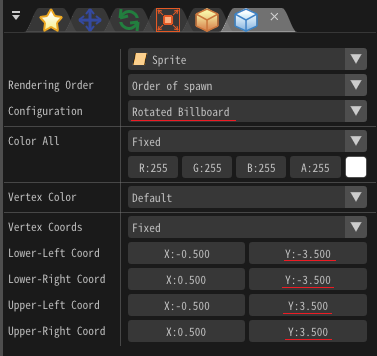 Sprite
Rendering Order Order of spawn
Configuration Rotated Billboard
Color All Fixed
R:255 G:255 B:255 A:255
Vertex Color Default
Vertex Coords Fixed
Lower-Left Coord X:-0.500 Y:-3.500
Lower-Right Coord X:0.500 Y:-3.500
Upper-Left Coord X:-0.500 Y:3.500
Upper-Right Coord X:0.500 Y:3.500